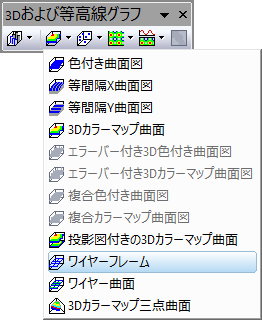 3Dおよび等高線グラフ
色付き曲面図
等間隔X曲面図
等間隔Y曲面図
3Dカラーマップ曲面
エラーバー付き3D色付き曲面図
エラーバー付き3Dカラーマップ曲面図
複合色付き曲面図
複合カラーマップ曲面図
投影図付きの3Dカラーマップ曲面
ワイヤーフレーム
ワイヤー曲面
3Dカラーマップ三点曲面